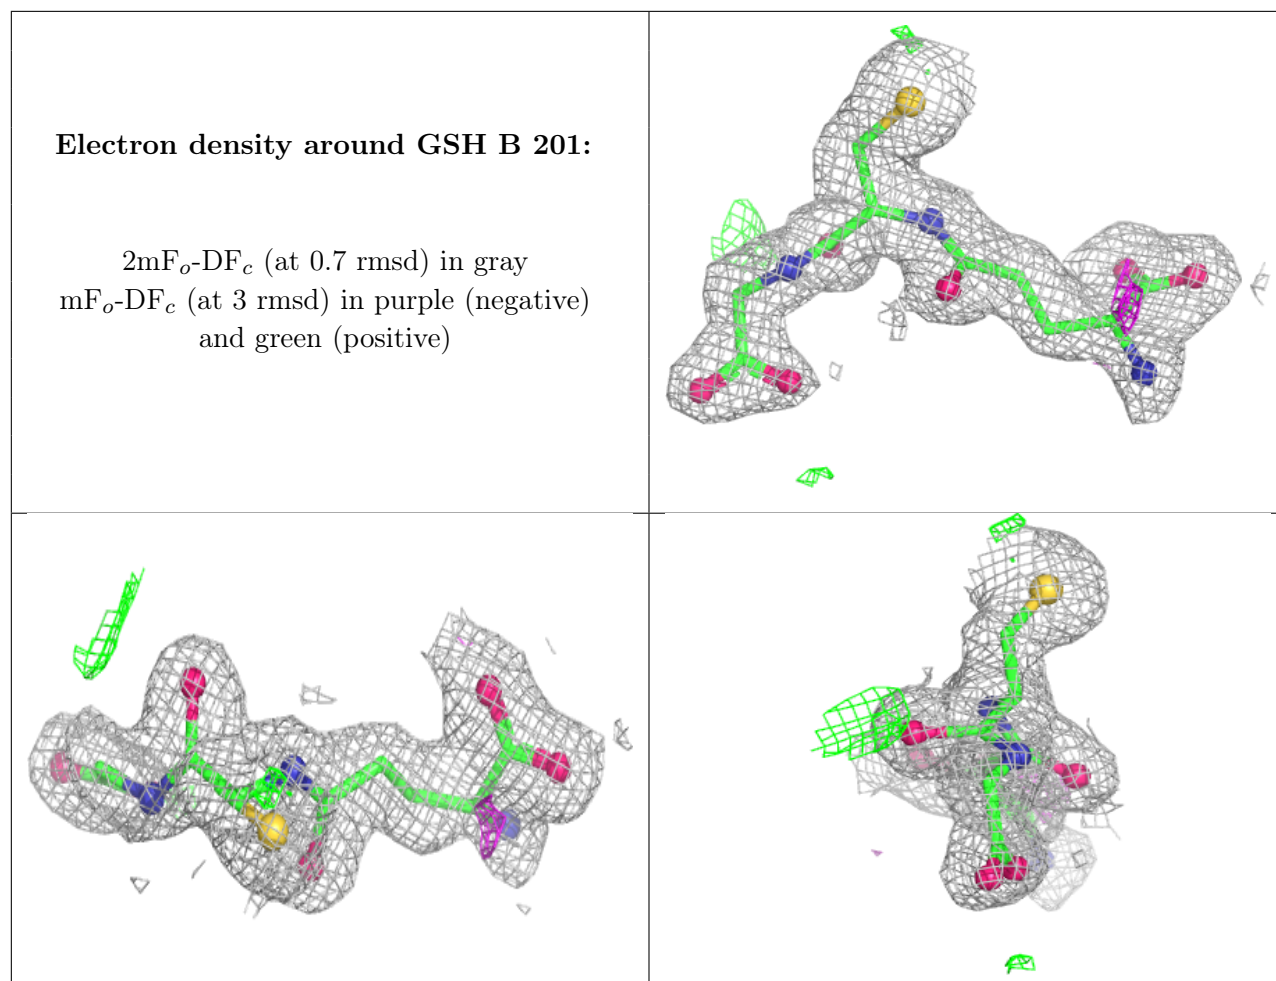 Electron density around GSH B 201:
2mFo-DFc (at 0.7 rmsd) in gray
mFo-DFc (at 3 rmsd) in purple (negative)
and green (positive)